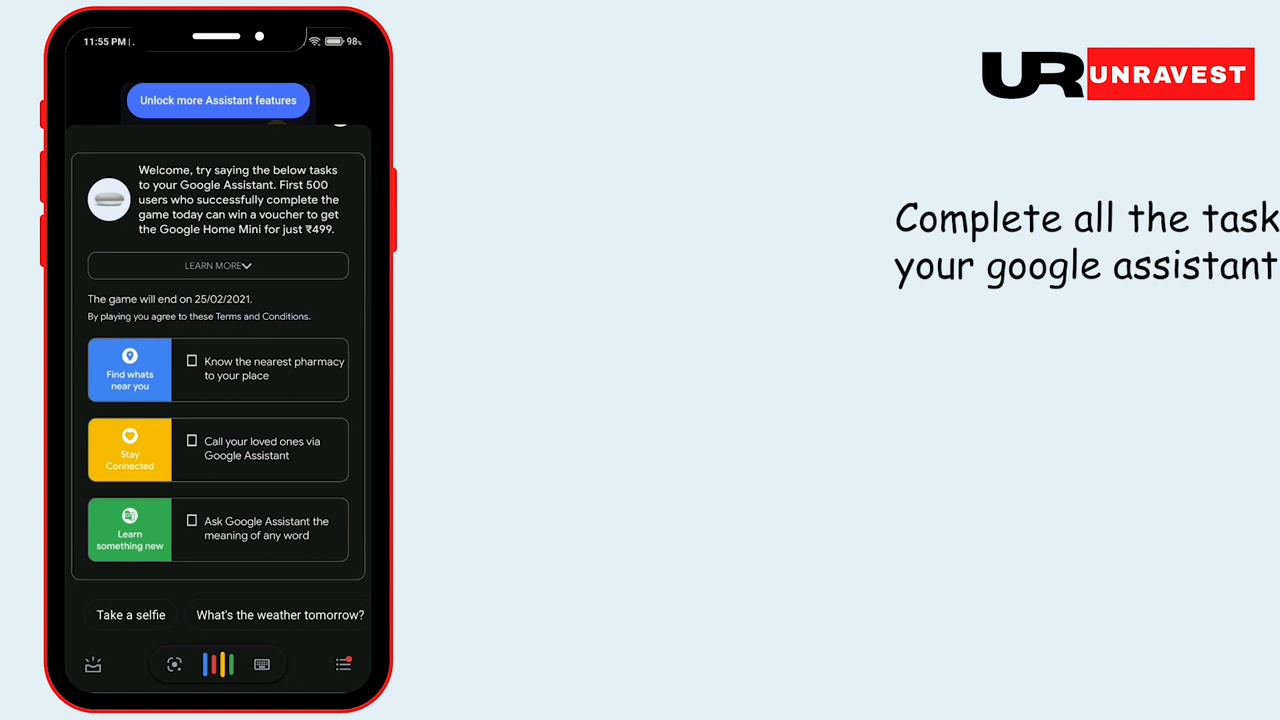 11:55 PM | .
98%
Unlock more Assistant features
Welcome, try saying the below tasks
to your Google Assistant. First 500
users who successfully complete the
game today can win a voucher to get
the Google Home Mini for just ₹499.
LEARN MORE
The game will end on 25/02/2021.
By playing you agree to these Terms and Conditions.
Find whats
near you
Know the nearest pharmacy
to your place
Stay
Connected
Call your loved ones via
Google Assistant
Learn
something new
Ask Google Assistant the
meaning of any word
Take a selfie
What's the weather tomorrow?
UR UNRAVEST
Complete all the task
your google assistant